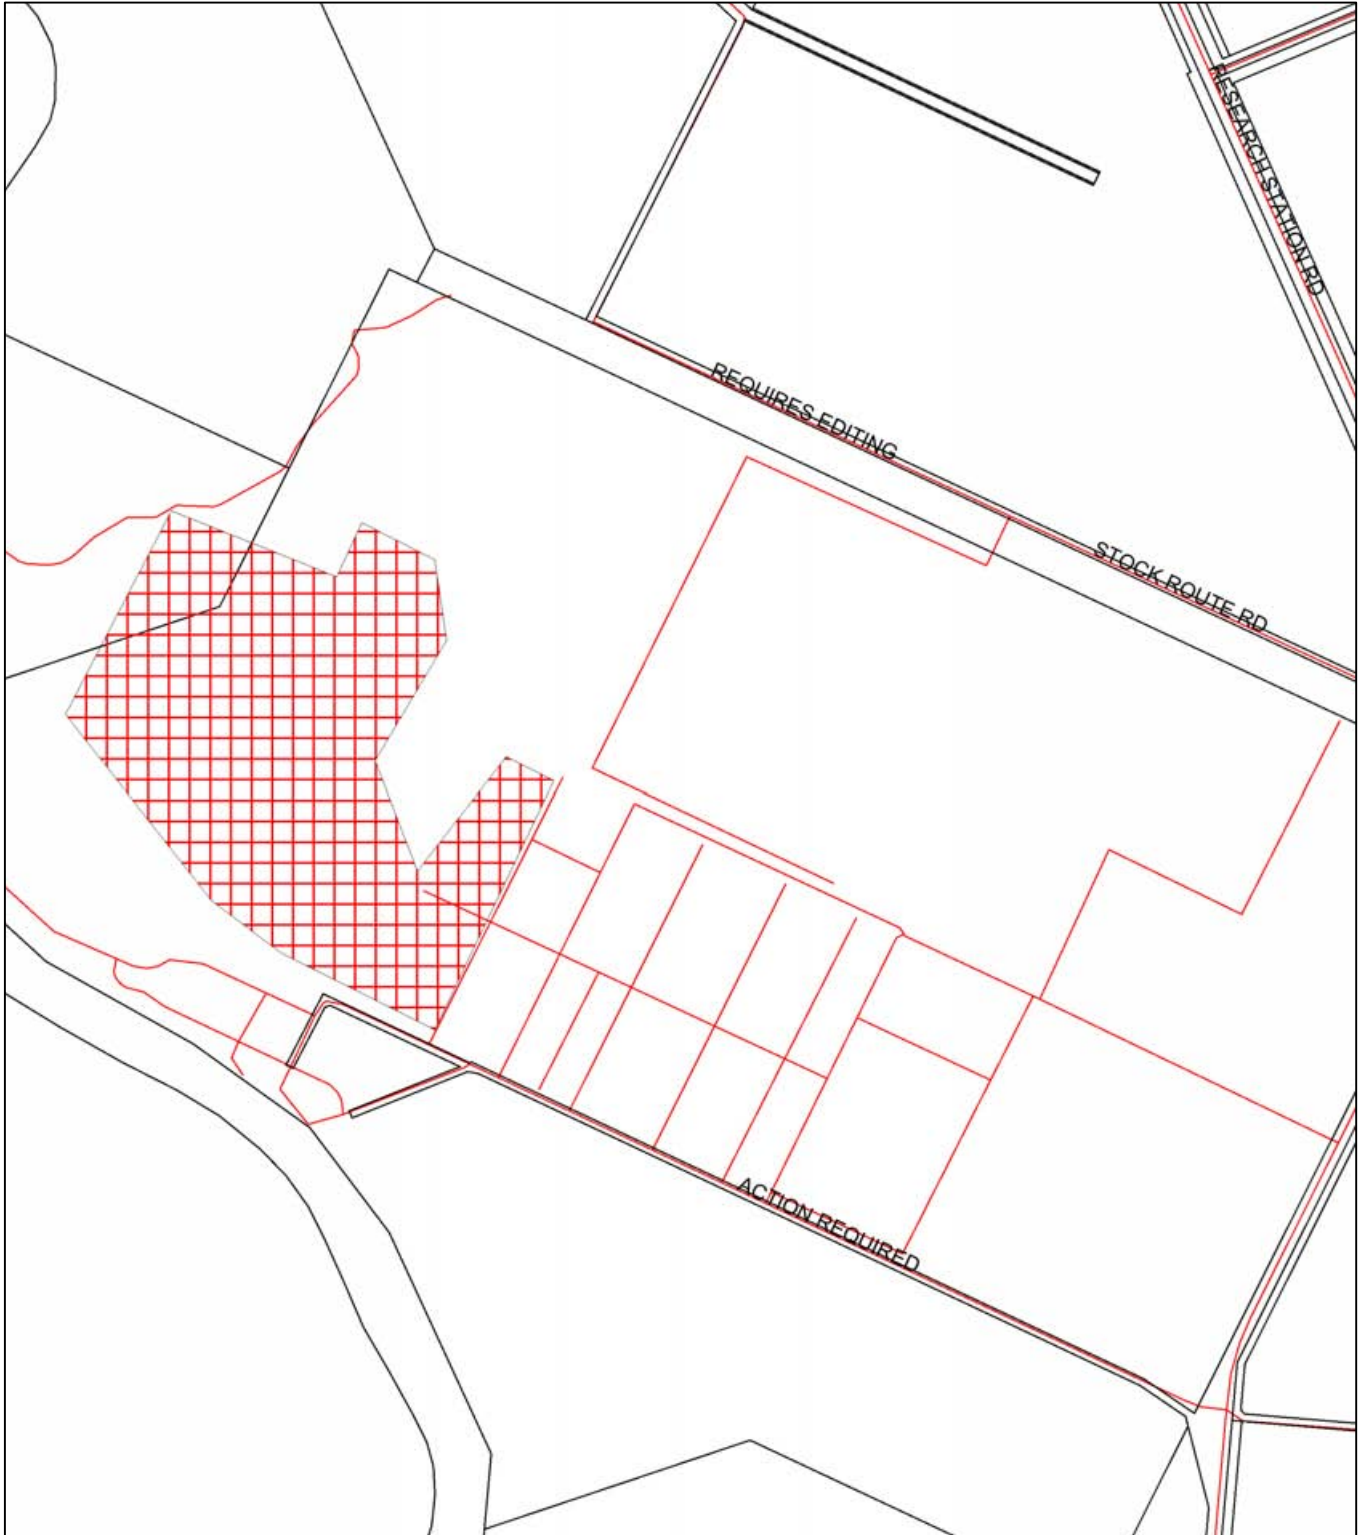 RESEARCH STATION RD
REQUIRES EDITING
STOCK ROUTE RD
ACTION REQUIRED